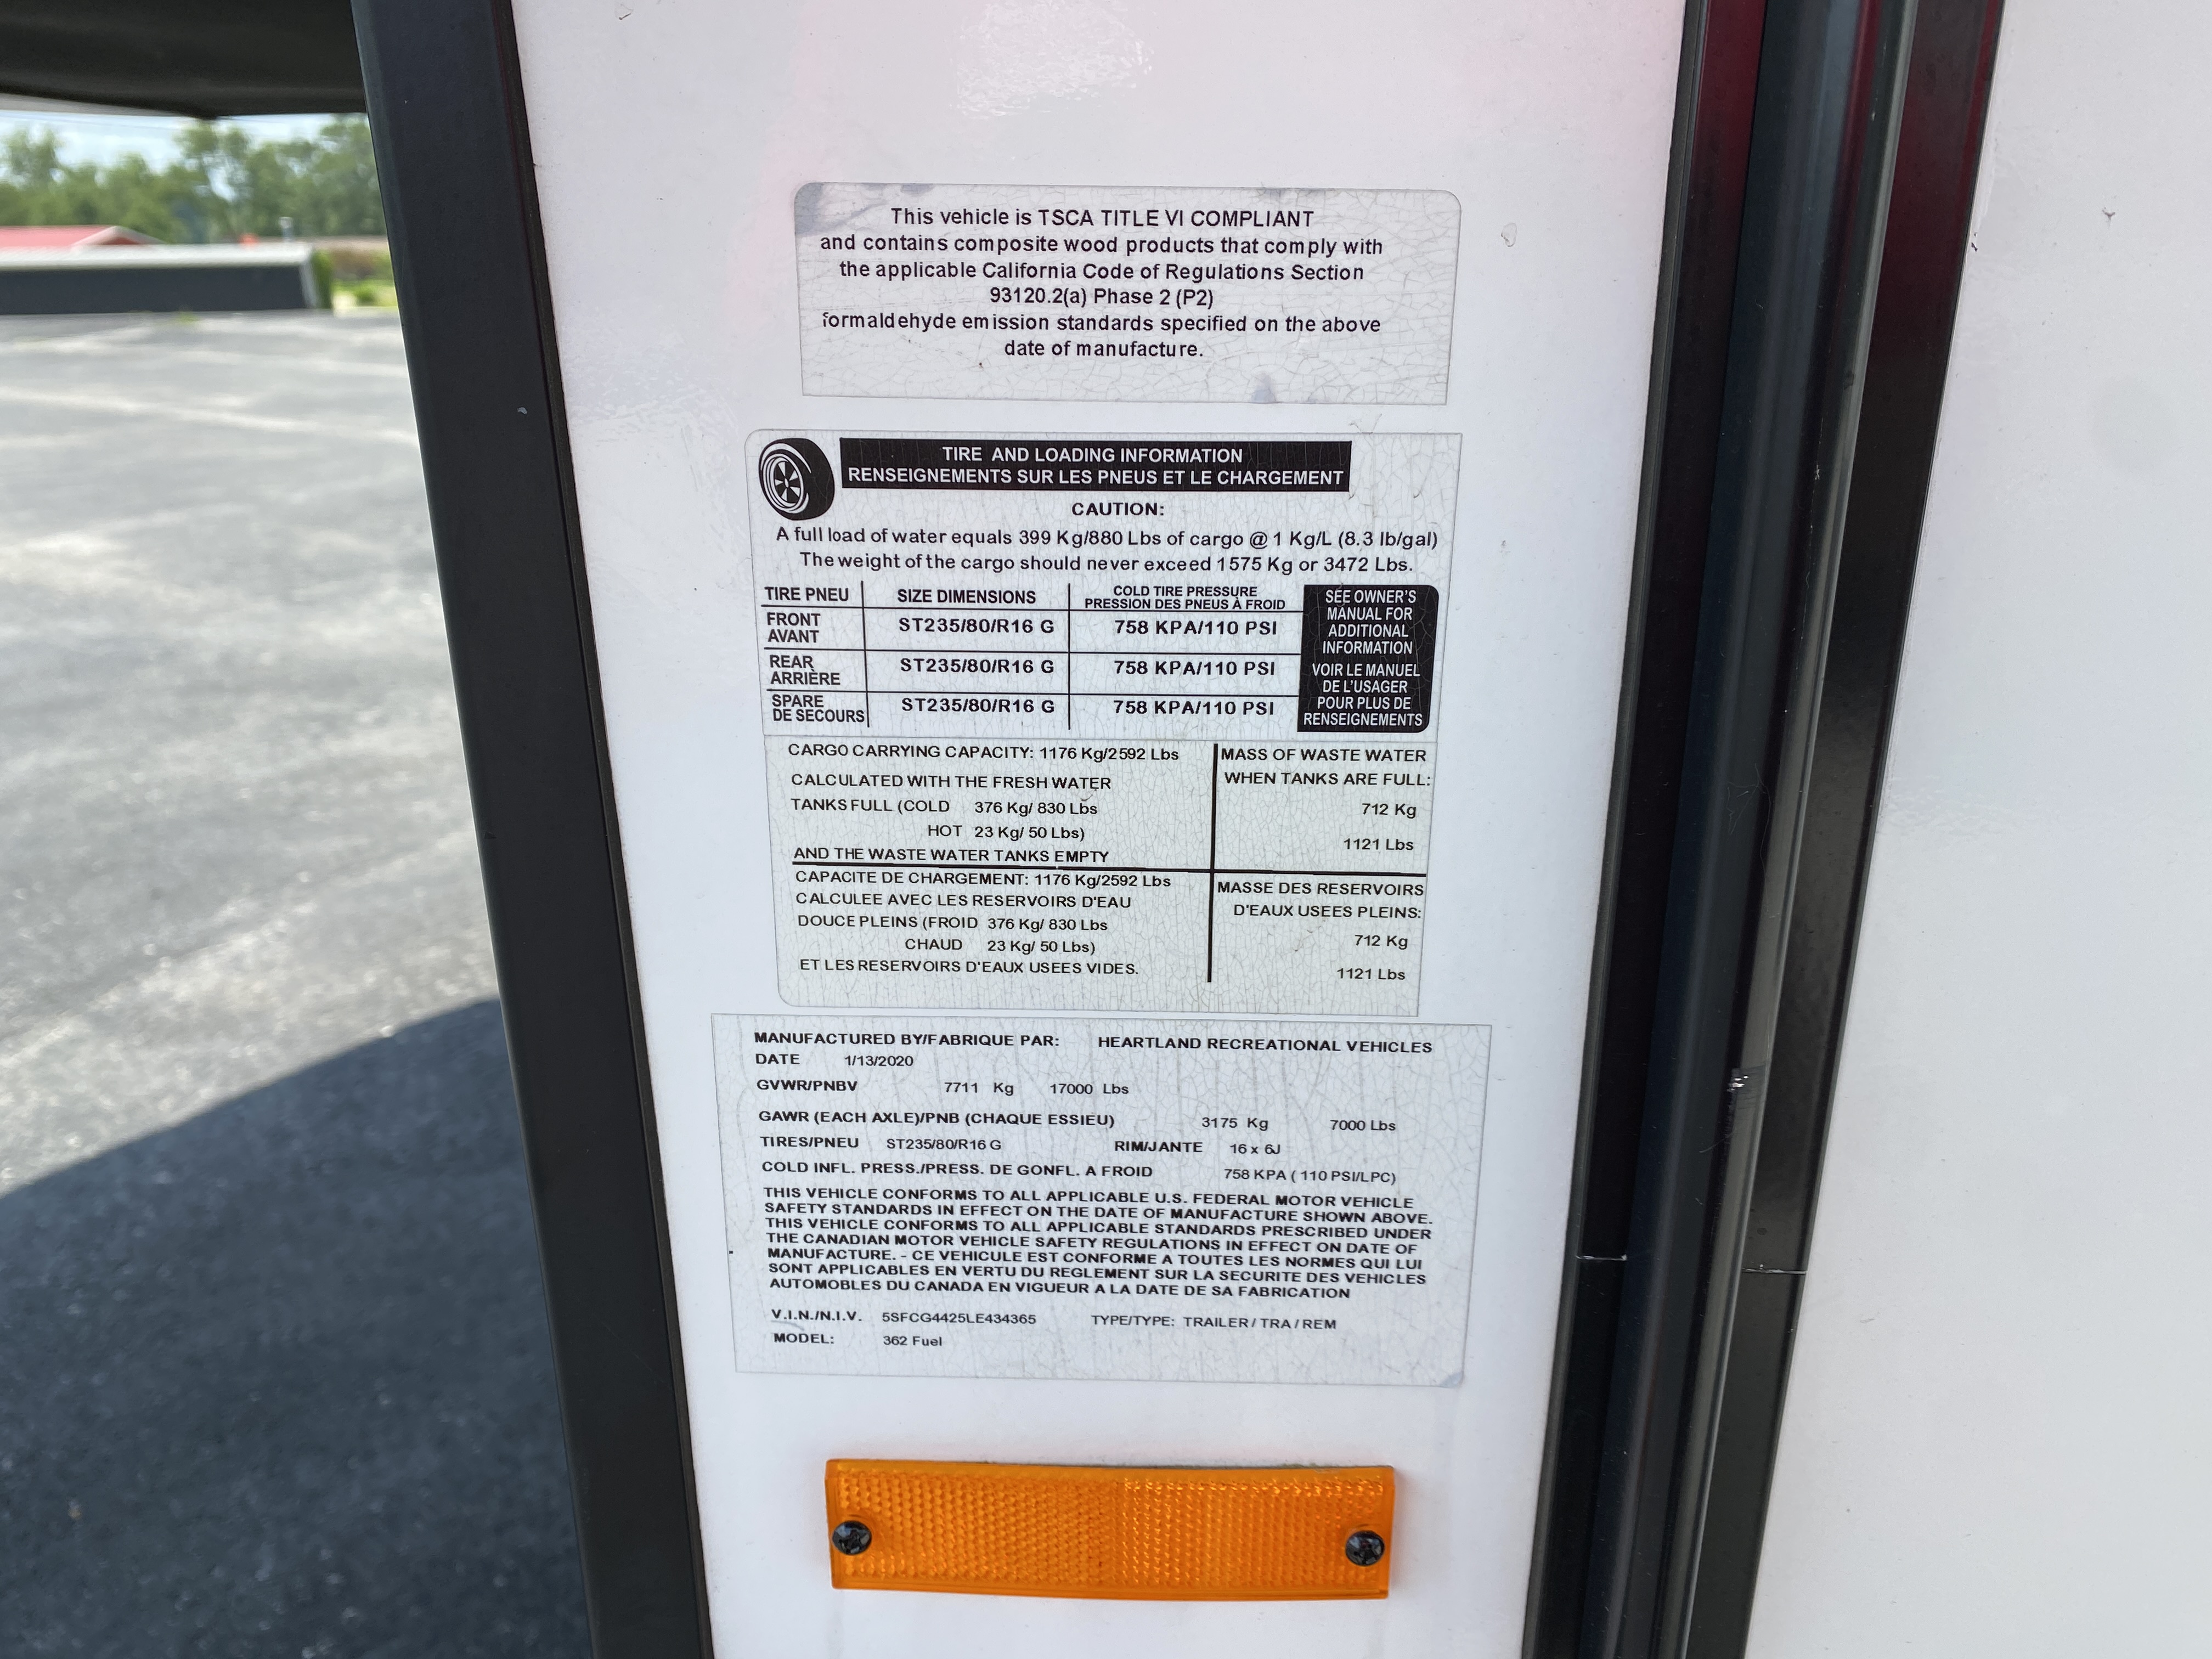 This vehicle is TSCA TITLE VI COMPLIANT
and contains composite wood products that comply with
the applicable California Code of Regulations Section
93120.2(a) Phase 2 (P2)
formaldehyde emission standards specified on the above
date of manufacture.
TIRE AND LOADING INFORMATION
RENSEIGNEMENTS SUR LES PNEUS ET LE CHARGEMENT
CAUTION:
A full load of water equals 399 Kg/880 Lbs of cargo @ 1 Kg/L (8.3 lb/gal)
The weight of the cargo should never exceed 1575 Kg or 3472 Lbs.
TIRE PNEU SIZE DIMENSIONS COLD TIRE PRESSURE
PRESSION DES PNEUS À FROID
FRONT
AVANT ST235/80/R16 G 758 KPA/110 PSI
REAR
ARRIÈRE ST235/80/R16 G 758 KPA/110 PSI
SPARE
DE SECOURS ST235/80/R16 G 758 KPA/110 PSI
SEE OWNER'S
MANUAL FOR
ADDITIONAL
INFORMATION
VOIR LE MANUEL
DE L'USAGER
POUR PLUS DE
RENSEIGNEMENTS
CARGO CARRYING CAPACITY: 1176 Kg/2592 Lbs
CALCULATED WITH THE FRESH WATER
TANKS FULL (COLD 376 Kg/ 830 Lbs
HOT 23 Kg/ 50 Lbs)
AND THE WASTE WATER TANKS EMPTY
MASS OF WASTE WATER
WHEN TANKS ARE FULL:
712 Kg
1121 Lbs
CAPACITE DE CHARGEMENT: 1176 Kg/2592 Lbs
CALCULEE AVEC LES RESERVOIRS D'EAU
DOUCE PLEINS (FROID 376 Kg/ 830 Lbs
CHAUD 23 Kg/ 50 Lbs)
ET LES RESERVOIRS D'EAUX USEES VIDES.
MASSE DES RESERVOIRS
D'EAUX USEES PLEINS:
712 Kg
1121 Lbs
MANUFACTURED BY/FABRIQUE PAR: HEARTLAND RECREATIONAL VEHICLES
DATE 1/13/2020
GVWR/PNBV 7711 Kg 17000 Lbs
GAWR (EACH AXLE)/PNB (CHAQUE ESSIEU) 3175 Kg 7000 Lbs
TIRES/PNEU ST235/80/R16 G RIM/JANTE 16 x 6J
COLD INFL. PRESS./PRESS. DE GONFL. A FROID 758 KPA ( 110 PSI/LPC)
THIS VEHICLE CONFORMS TO ALL APPLICABLE U.S. FEDERAL MOTOR VEHICLE
SAFETY STANDARDS IN EFFECT ON THE DATE OF MANUFACTURE SHOWN ABOVE.
THIS VEHICLE CONFORMS TO ALL APPLICABLE STANDARDS PRESCRIBED UNDER
THE CANADIAN MOTOR VEHICLE SAFETY REGULATIONS IN EFFECT ON DATE OF
MANUFACTURE. - CE VEHICULE EST CONFORME A TOUTES LES NORMES QUI LUI
SONT APPLICABLES EN VERTU DU REGLEMENT SUR LA SECURITE DES VEHICLES
AUTOMOBLES DU CANADA EN VIGUEUR A LA DATE DE SA FABRICATION
V.I.N./N.I.V. 5SFCG4425LE434365 TYPE/TYPE: TRAILER / TRA / REM
MODEL: 362 Fuel